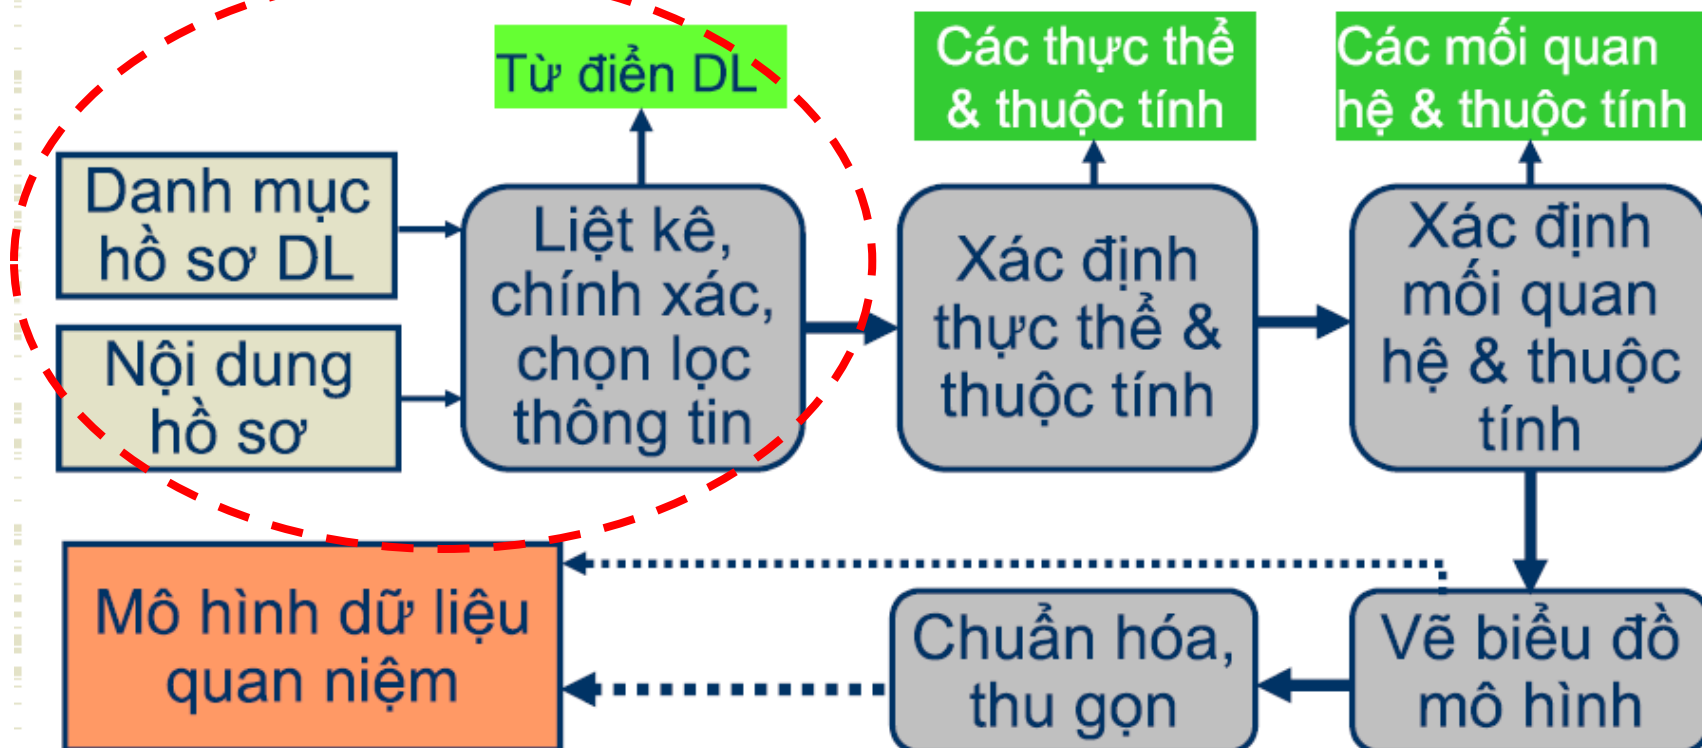 Từ điển DL
Các thực thể
& thuộc tính
Các mối quan
hệ & thuộc tính
Danh mục
hồ sơ DL
Nội dung
hồ sơ
Liệt kê,
chính xác,
chọn lọc
thông tin
Xác định
thực thể &
thuộc tính
Xác định
mối quan
hệ & thuộc
tính
Mô hình dữ liệu
quan niệm
Chuẩn hóa,
thu gọn
Vẽ biểu đồ
mô hình